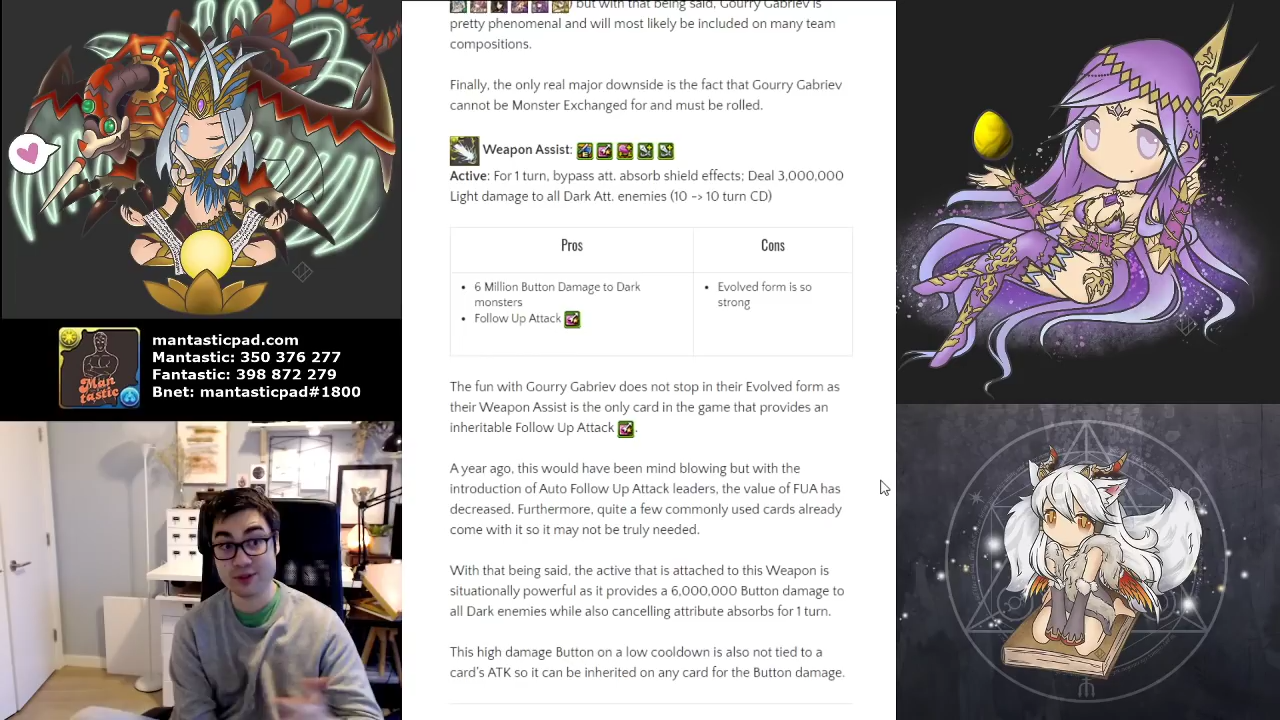 ) but with that being said, Gourry Gabriev is
pretty phenomenal and will most likely be included on many team
compositions.
Finally, the only real major downside is the fact that Gourry Gabriev
cannot be Monster Exchanged for and must be rolled.
Weapon Assist:
Active: For 1 turn, bypass att. absorb shield effects; Deal 3,000,000
Light damage to all Dark Att. enemies (10 -> 10 turn CD)
Pros
Cons
• 6 Million Button Damage to Dark
monsters
• Follow Up Attack
• Evolved form is so
strong
The fun with Gourry Gabriev does not stop in their Evolved form as
their Weapon Assist is the only card in the game that provides an
inheritable Follow Up Attack .
A year ago, this would have been mind blowing but with the
introduction of Auto Follow Up Attack leaders, the value of FUA has
decreased. Furthermore, quite a few commonly used cards already
come with it so it may not be truly needed.
With that being said, the active that is attached to this Weapon is
situationally powerful as it provides a 6,000,000 Button damage to
all Dark enemies while also cancelling attribute absorbs for 1 turn.
This high damage Button on a low cooldown is also not tied to a
card's ATK so it can be inherited on any card for the Button damage.
Man
tastic
mantasticpad.com
Mantastic: 350 376 277
Fantastic: 398 872 279
Bnet: mantasticpad#1800